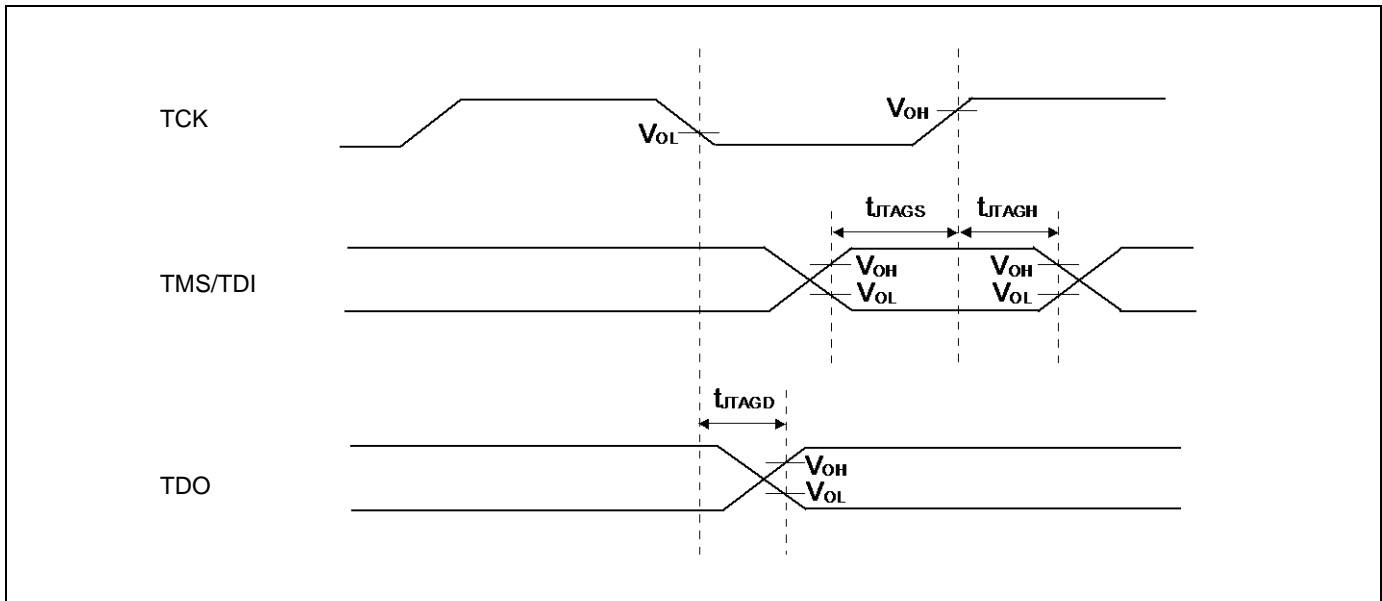 TCK
VOL
VOH
tJTAGS
tJTAGH
TMS/TDI
VOH
VOL
VOH
VOL
tJTAGD
TDO
VOH
VOL